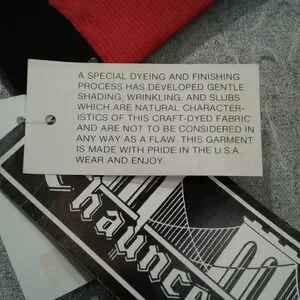 A SPECIAL DYEING AND FINISHING
PROCESS HAS DEVELOPED GENTLE
SHADING, WRINKLING, AND SLUBS
WHICH ARE NATURAL CHARACTER-
ISTICS OF THIS CRAFT-DYED FABRIC
AND ARE NOT TO BE CONSIDERED IN
ANY WAY AS A FLAW. THIS GARMENT
IS MADE WITH PRIDE IN THE U.S.A.
WEAR AND ENJOY.